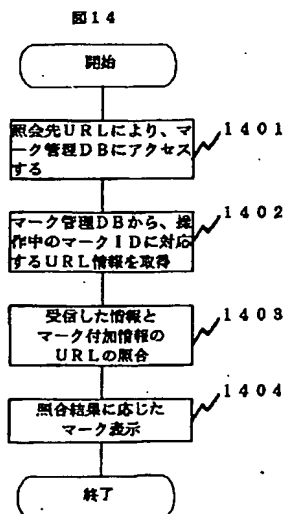 図14
開始
照会先URLにより、マ
ーク管理DBにアクセス
する
1401
マーク管理DBから、操
作中のマークIDに対応
するURL情報を取得
1402
受信した情報と
マーク付加情報の
URLの照合
1403
照合結果に応じた
マーク表示
1404
終了